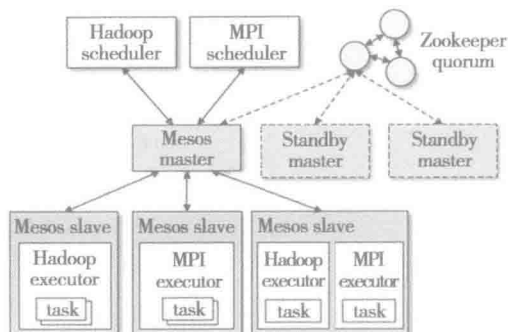 Hadoop
scheduler
MPI
scheduler
Zookeeper
quorum
Mesos
master
Standby
master
Standby
master
Mesos slave
Hadoop
executor
task
Mesos slave
MPI
executor
task
Mesos slave
Hadoop
executor
task
MPI
executor
task